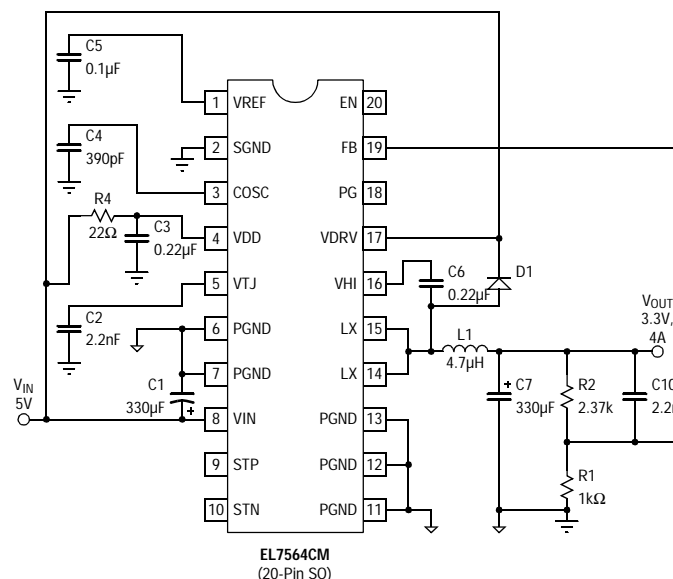 C5
0.1µF
C4
390pF
R4
22Ω
C3
0.22µF
C2
2.2nF
C1
330µF
+
VIN
5V
1 VREF
2 SGND
3 COSC
4 VDD
5 VTJ
6 PGND
7 PGND
8 VIN
9 STP
10 STN
EN 20
FB 19
PG 18
VDRV 17
VHI 16
LX 15
LX 14
PGND 13
PGND 12
PGND 11
C6
0.22µF
D1
L1
4.7µH
VOUT
3.3V,
4A
+
C7
330µF
R2
2.37k
C10
R1
1kΩ
EL7564CM
(20-Pin SO)